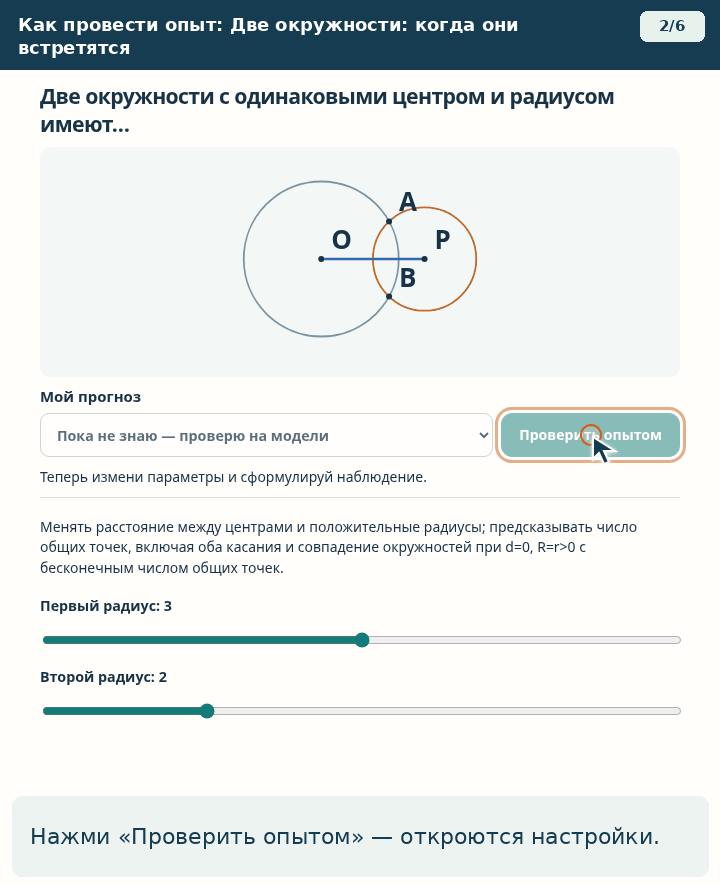 Как провести опыт: Две окружности: когда они
встретятся
2/6
Две окружности с одинаковыми центром и радиусом
имеют...
A
O
P
B
Мой прогноз
Пока не знаю — проверю на модели
Проверить опытом
Теперь измени параметры и сформулируй наблюдение.
Менять расстояние между центрами и положительные радиусы; предсказывать число
общих точек, включая оба касания и совпадение окружностей при d=0, R=r>0 с
бесконечным числом общих точек.
Первый радиус: 3
Второй радиус: 2
Нажми «Проверить опытом» — откроются настройки.